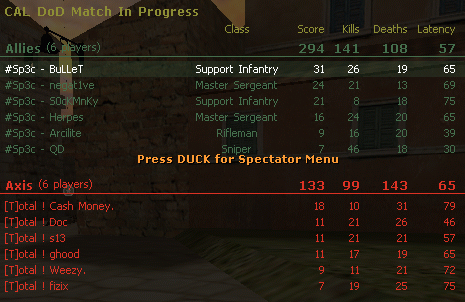 CAL DoD Match In Progress
Class Score Kills Deaths Latency
Allies (6 players) 294 141 108 57
#Sp3c - BuLLeT Support Infantry 31 26 19 65
#Sp3c - negat1ve Master Sergeant 24 21 13 69
#Sp3c - S0cKMnKy Support Infantry 21 8 18 75
#Sp3c - Herpes Master Sergeant 16 24 20 65
#Sp3c - Arcilite Rifleman 9 16 20 39
#Sp3c - QD Sniper 7 46 18 30
Press DUCK for Spectator Menu
Axis (6 players) 133 99 143 65
[T]otal ! Cash Money. 18 10 31 79
[T]otal ! Doc 11 21 26 46
[T]otal ! s13 11 21 21 57
[T]otal ! ghood 11 17 19 65
[T]otal ! Weezy. 9 11 21 72
[T]otal ! fizix 7 19 25 75